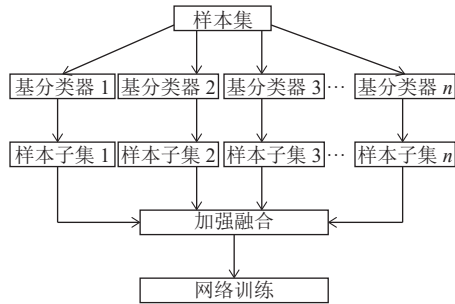 样本集
基分类器 1 基分类器 2 基分类器 3 ··· 基分类器 n
样本子集 1 样本子集 2 样本子集 3 ··· 样本子集 n
加强融合
网络训练